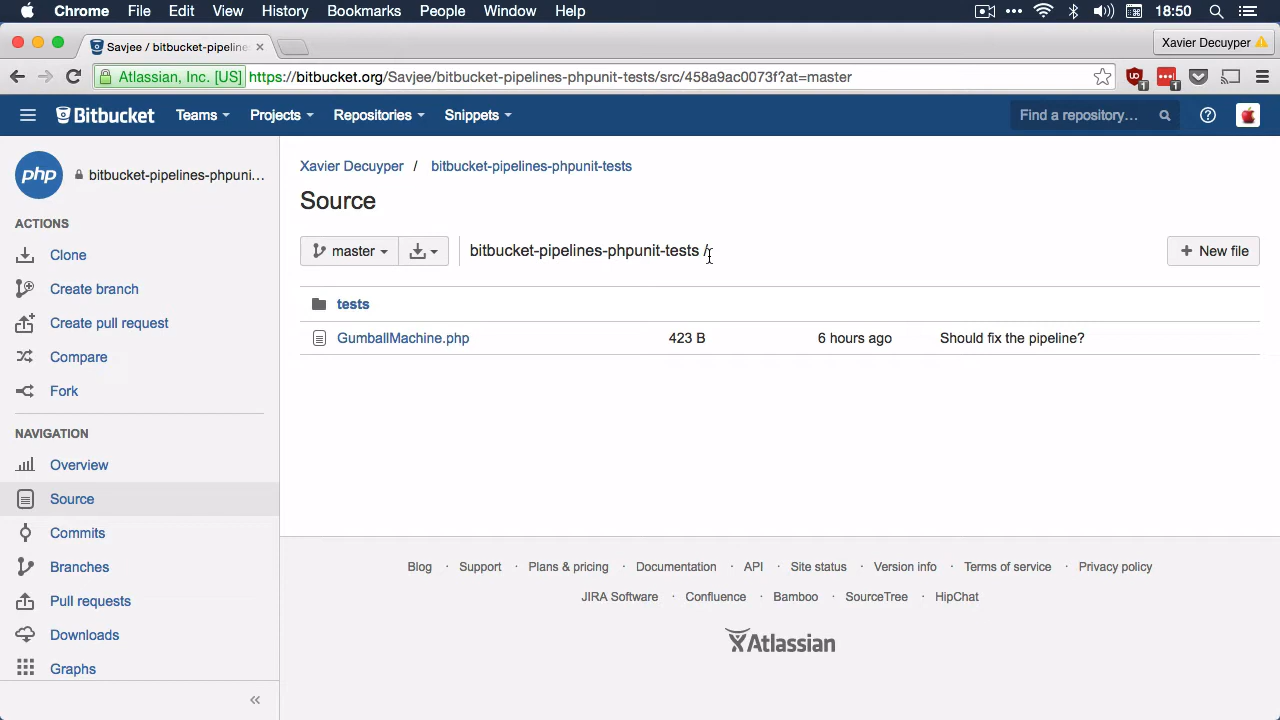 Chrome File Edit View History Bookmarks People Window Help 18:50
Savjee / bitbucket-pipeline Xavier Decuyper
Atlassian, Inc. [US] https://bitbucket.org/Savjee/bitbucket-pipelines-phpunit-tests/src/458a9ac0073f?at=master
Bitbucket Teams Projects Repositories Snippets Find a repository…
php bitbucket-pipelines-phpuni…
ACTIONS
Clone
Create branch
Create pull request
Compare
Fork
NAVIGATION
Overview
Source
Commits
Branches
Pull requests
Downloads
Graphs
Xavier Decuyper / bitbucket-pipelines-phpunit-tests
Source
master bitbucket-pipelines-phpunit-tests / + New file
tests
GumballMachine.php 423 B 6 hours ago Should fix the pipeline?
Blog · Support · Plans & pricing · Documentation · API · Site status · Version info · Terms of service · Privacy policy
JIRA Software · Confluence · Bamboo · SourceTree · HipChat
Atlassian